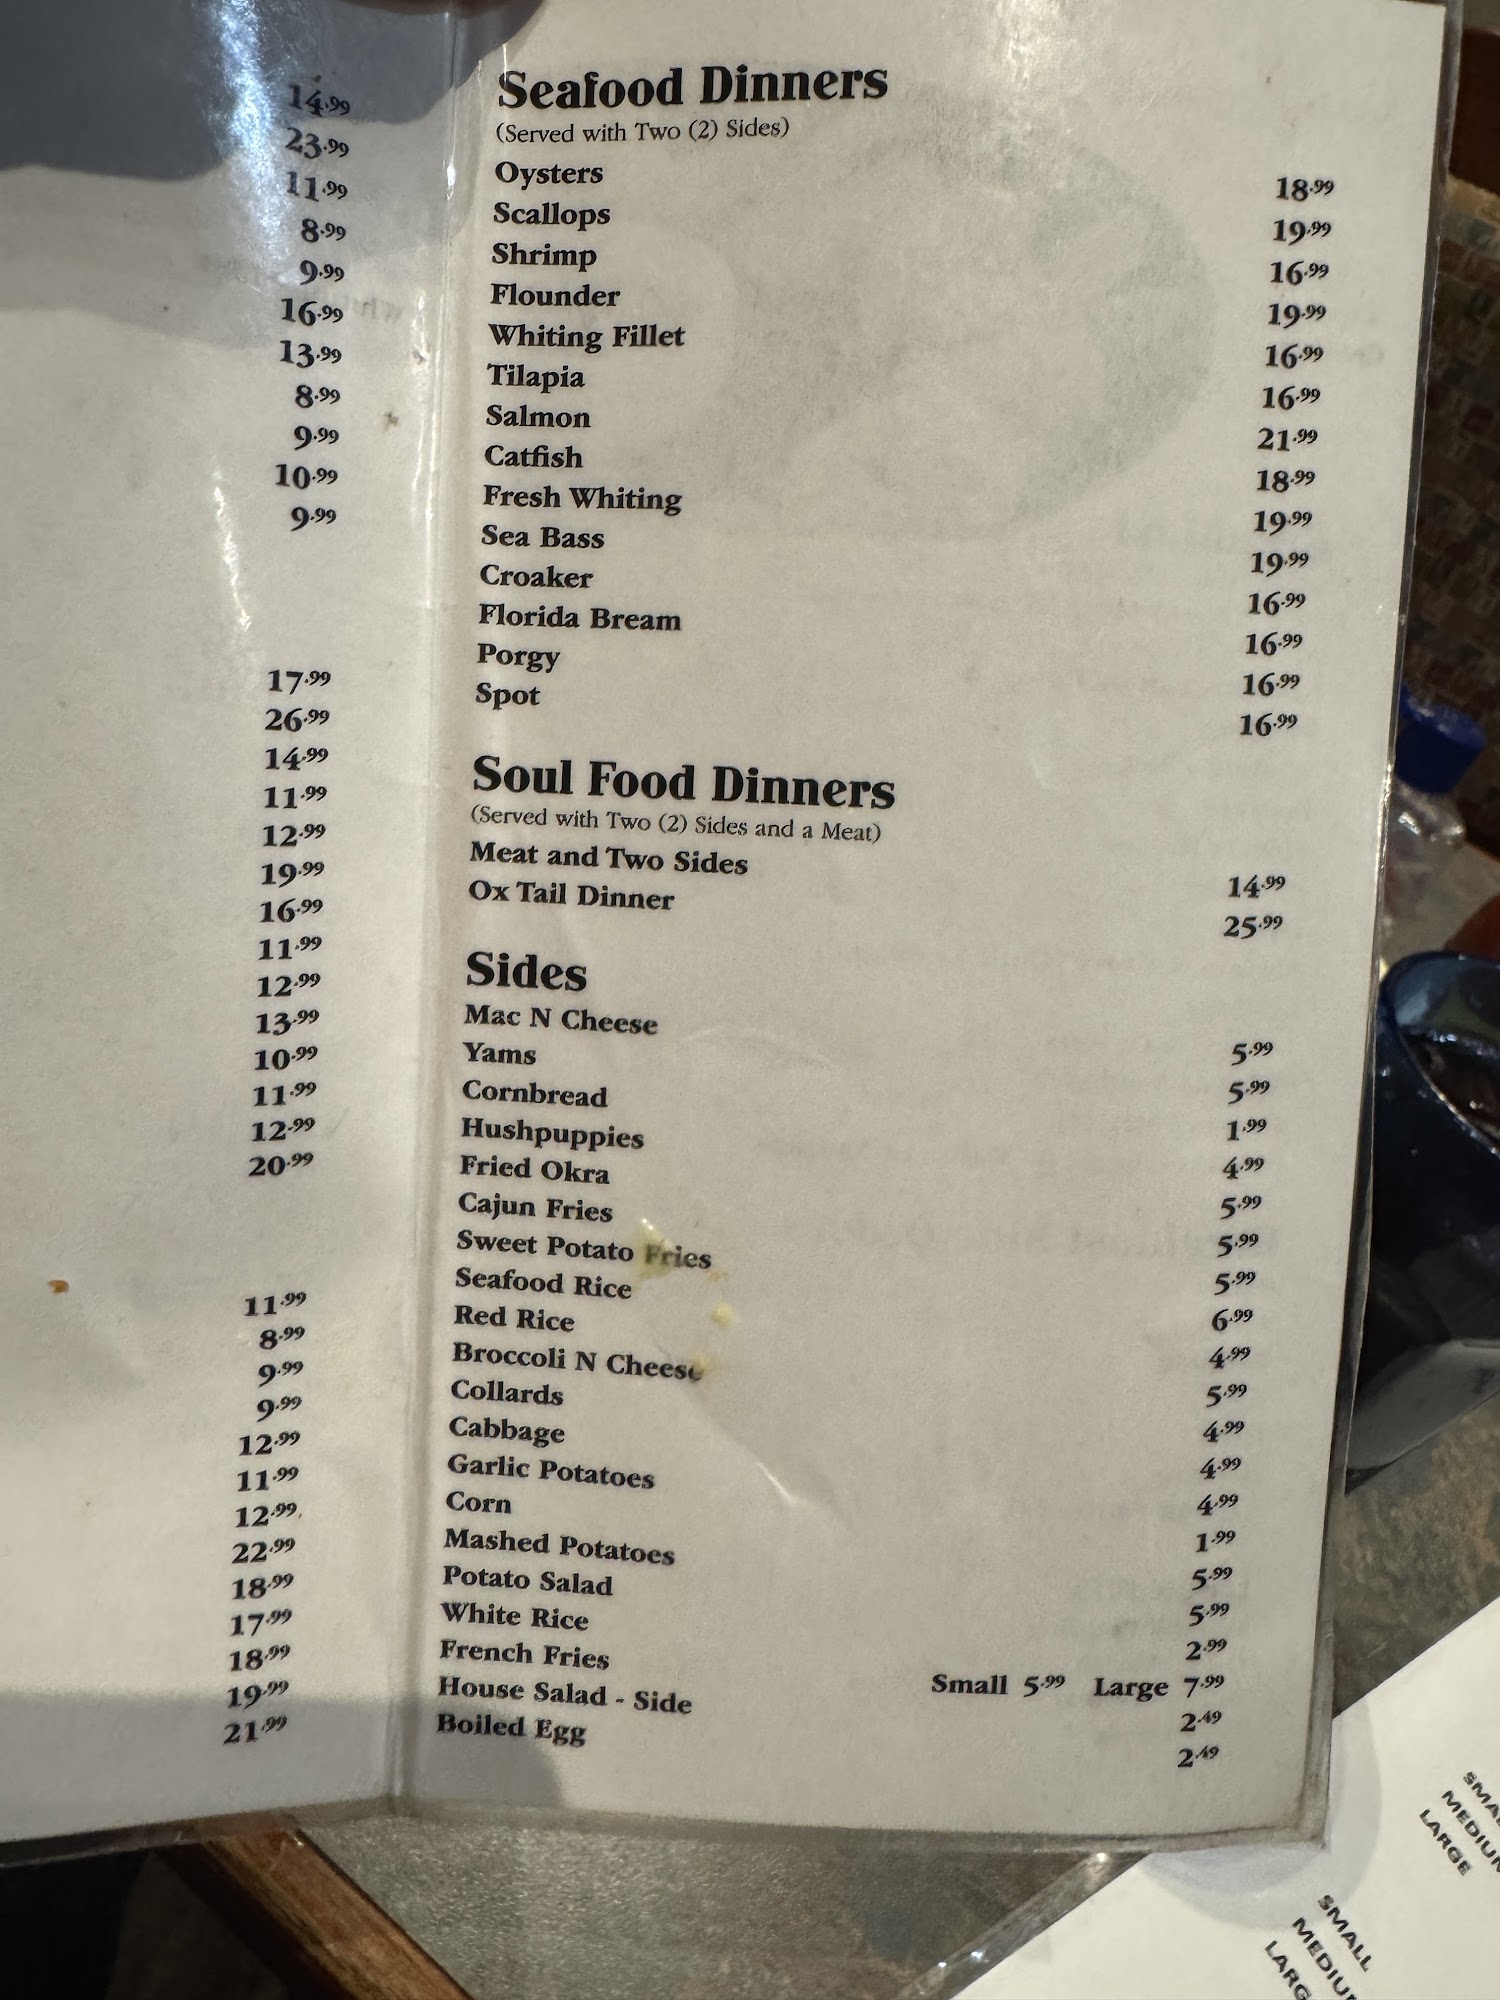 14.99
23.99
11.99
8.99
9.99
16.99
13.99
8.99
9.99
10.99
9.99
17.99
26.99
14.99
11.99
12.99
19.99
16.99
11.99
12.99
13.99
10.99
11.99
12.99
20.99
11.99
8.99
9.99
9.99
12.99
11.99
12.99
22.99
18.99
17.99
18.99
19.99
21.99
Seafood Dinners
(Served with Two (2) Sides)
Oysters 18.99
Scallops 19.99
Shrimp 16.99
Flounder 19.99
Whiting Fillet 16.99
Tilapia 16.99
Salmon 21.99
Catfish 18.99
Fresh Whiting 19.99
Sea Bass 19.99
Croaker 16.99
Florida Bream 16.99
Porgy 16.99
Spot 16.99
Soul Food Dinners
(Served with Two (2) Sides and a Meat)
Meat and Two Sides 14.99
Ox Tail Dinner 25.99
Sides
Mac N Cheese 5.99
Yams 5.99
Cornbread 1.99
Hushpuppies 4.99
Fried Okra 5.99
Cajun Fries 5.99
Sweet Potato Fries 5.99
Seafood Rice 6.99
Red Rice 4.99
Broccoli N Cheese 5.99
Collards 4.99
Cabbage 4.99
Garlic Potatoes 4.99
Corn 1.99
Mashed Potatoes 5.99
Potato Salad 5.99
White Rice 2.99
French Fries Small 5.99 Large 7.99
House Salad - Side 2.49
Boiled Egg 2.49
LARGE
SMALL